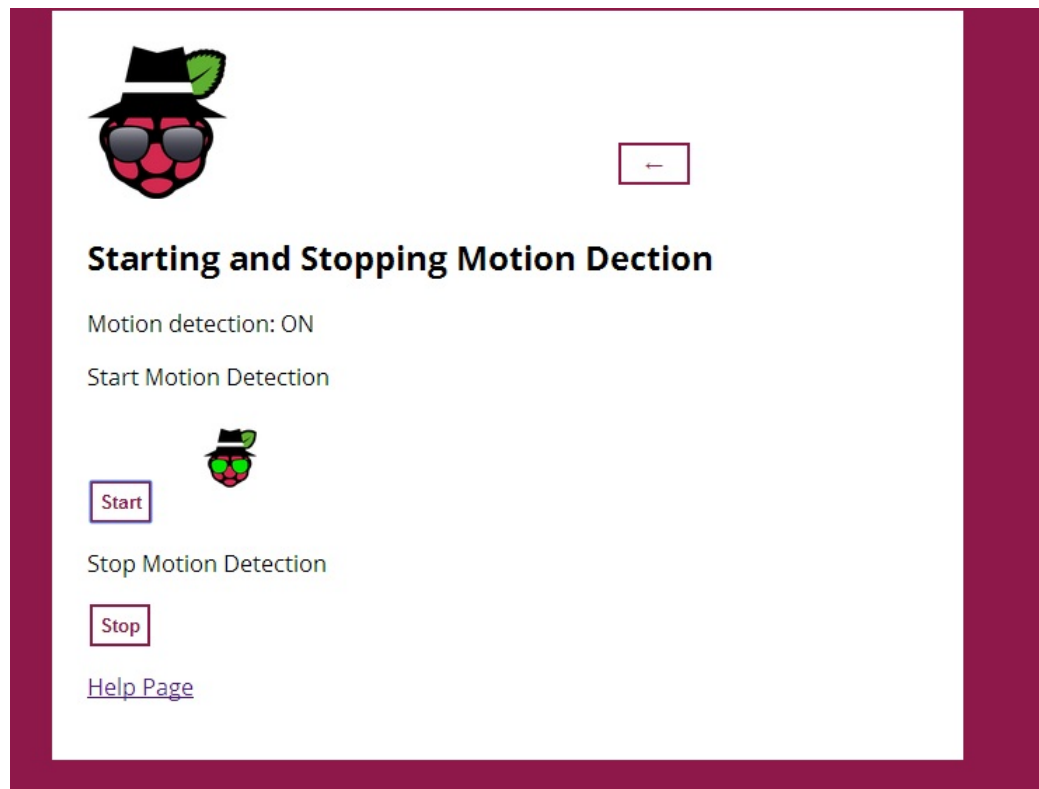 ←
Starting and Stopping Motion Dection
Motion detection: ON
Start Motion Detection
Start
Stop Motion Detection
Stop
Help Page